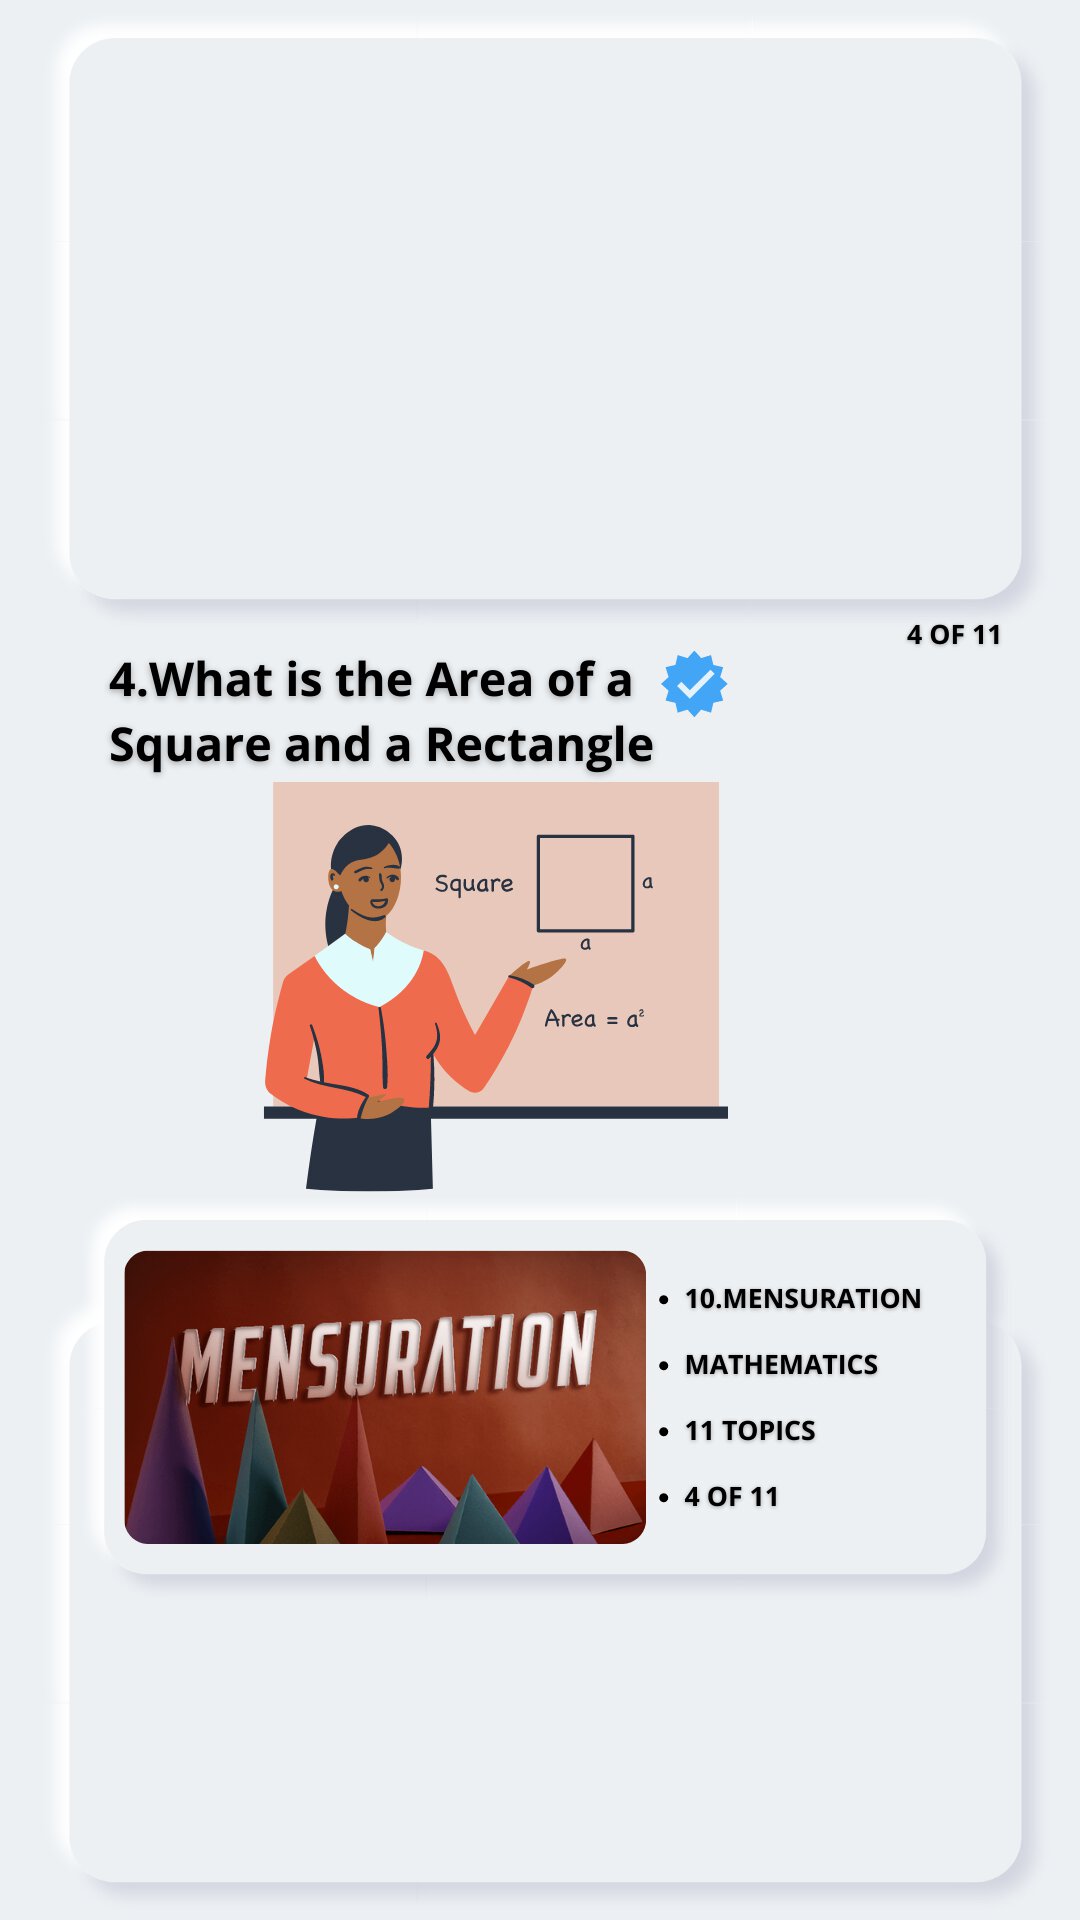 4 OF 11
4.What is the Area of a
Square and a Rectangle
Square
a
a
Area = a²
MENSURATION
• 10.MENSURATION
• MATHEMATICS
• 11 TOPICS
• 4 OF 11